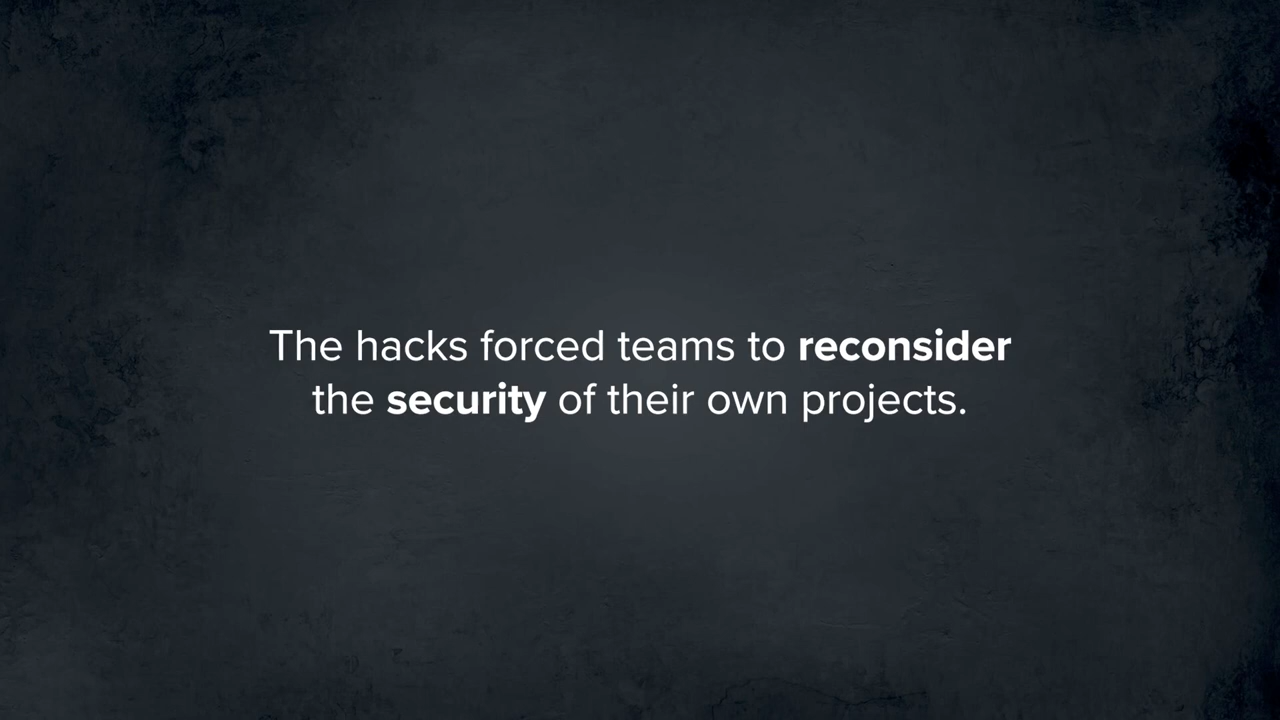 The hacks forced teams to reconsider
the security of their own projects.